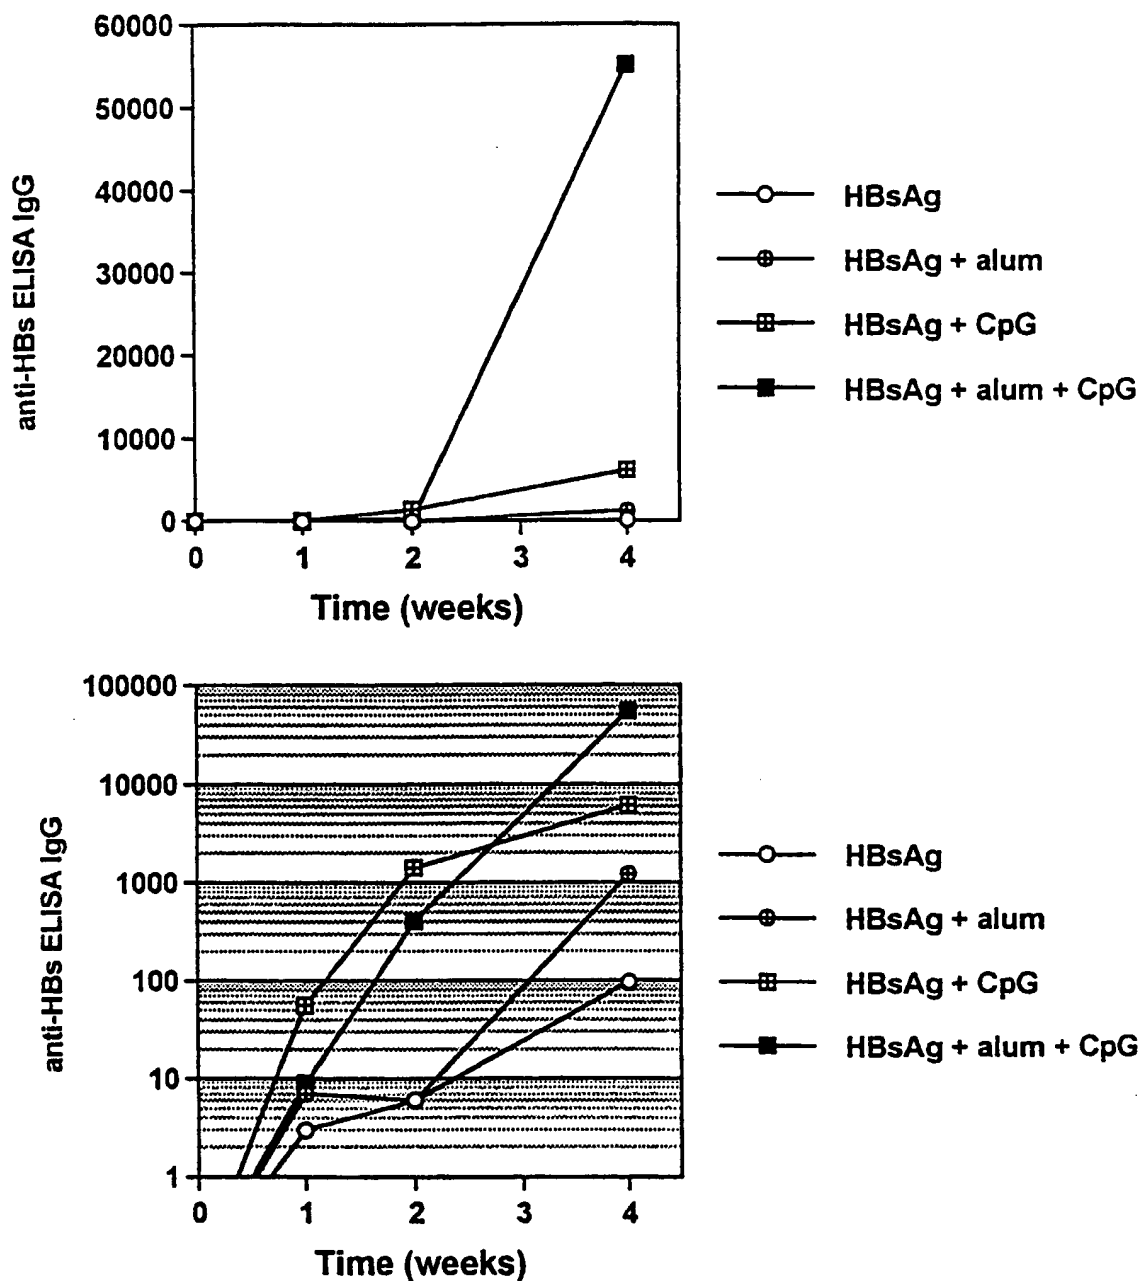 60000
50000
40000
30000
20000
10000
0
anti-HBs ELISA IgG
0 1 2 3 4
Time (weeks)
HBsAg
HBsAg + alum
HBsAg + CpG
HBsAg + alum + CpG
100000
10000
1000
100
10
1
anti-HBs ELISA IgG
0 1 2 3 4
Time (weeks)
HBsAg
HBsAg + alum
HBsAg + CpG
HBsAg + alum + CpG